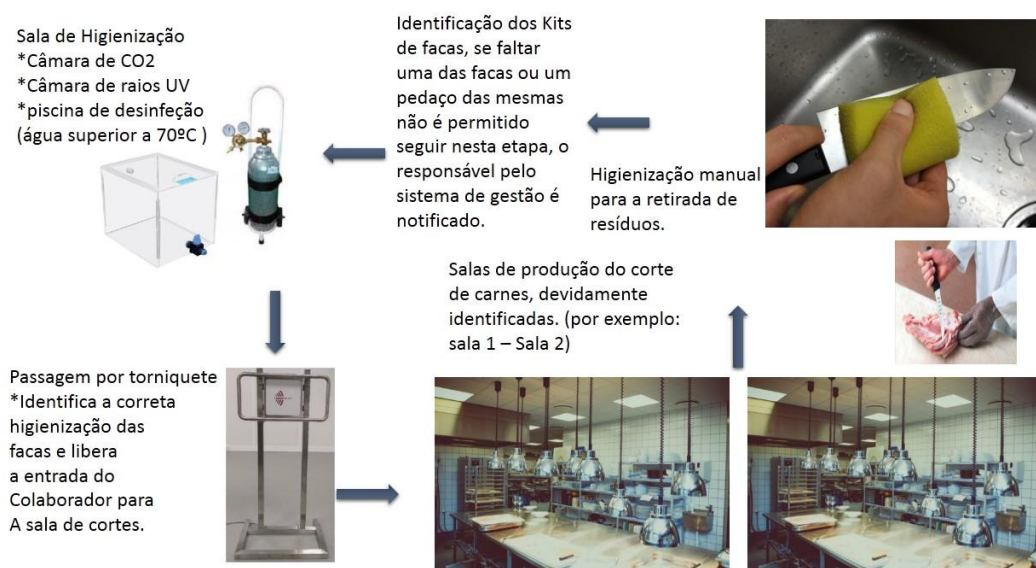 Sala de Higienização
*Câmara de CO2
*Câmara de raios UV
*piscina de desinfeção
(água superior a 70ºC )
Identificação dos Kits
de facas, se faltar
uma das facas ou um
pedaço das mesmas
não é permitido
seguir nesta etapa, o
responsável pelo
sistema de gestão é
notificado.
Higienização manual
para a retirada de
resíduos.
Salas de produção do corte
de carnes, devidamente
identificadas. (por exemplo:
sala 1 – Sala 2)
Passagem por torniquete
*Identifica a correta
higienização das
facas e libera
a entrada do
Colaborador para
A sala de cortes.